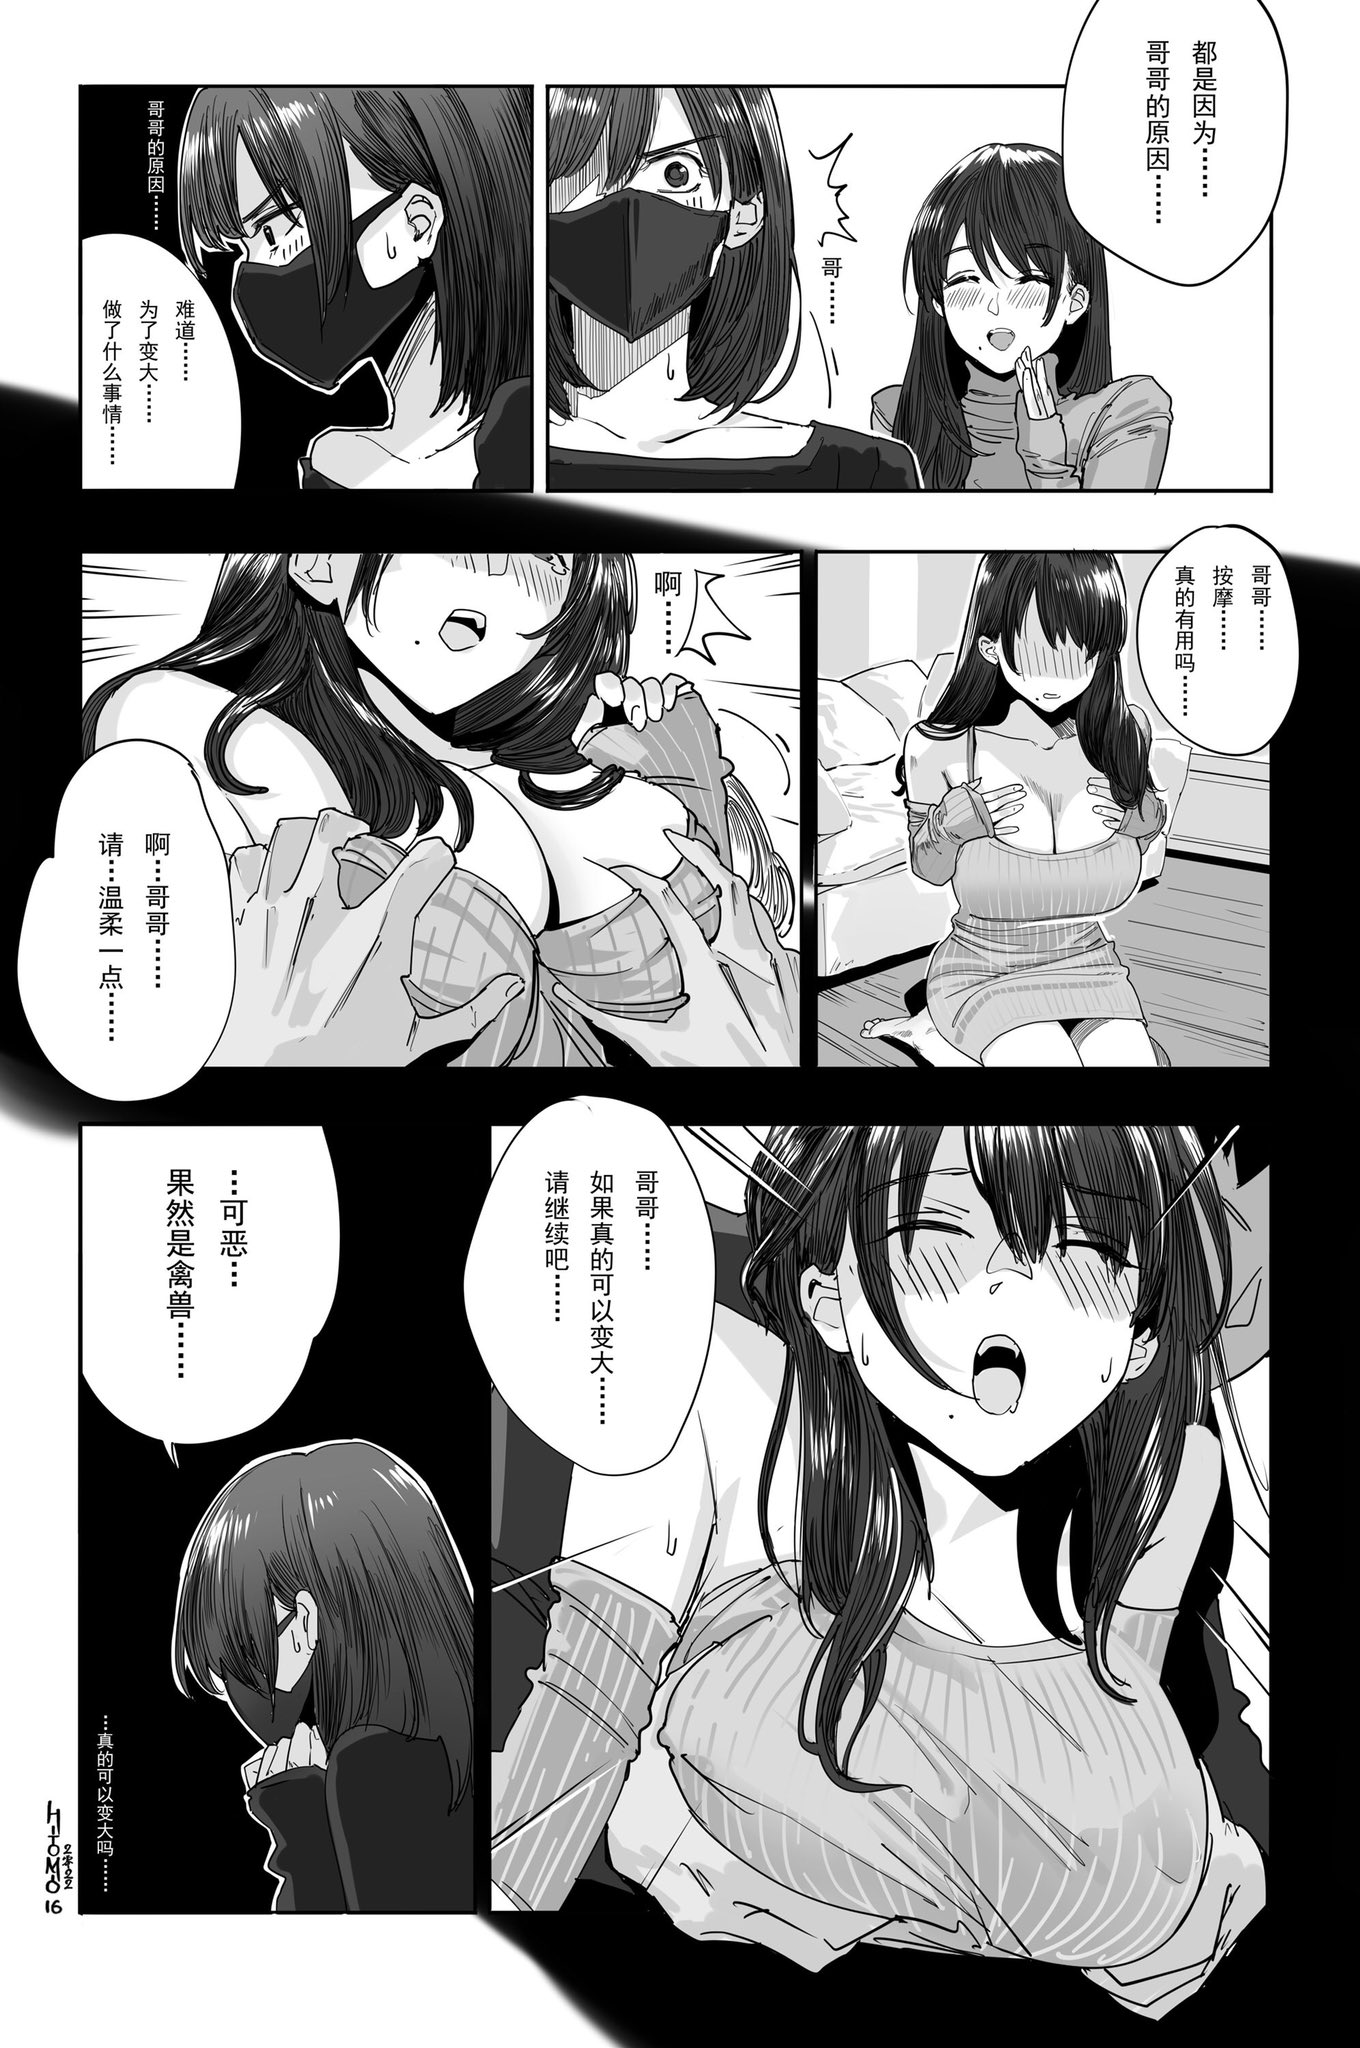 都是因为……
哥哥的原因……
哥……
哥哥的原因……
难道……
为了变大……
做了什么事情……
哥哥……
按摩……
真的有用吗……
啊……
啊…哥哥……
请…温柔一点……
哥哥……
如果真的可以变大……
请继续吧……
…可恶…
果然是禽兽……
…真的可以变大吗……
HITOMIO
16